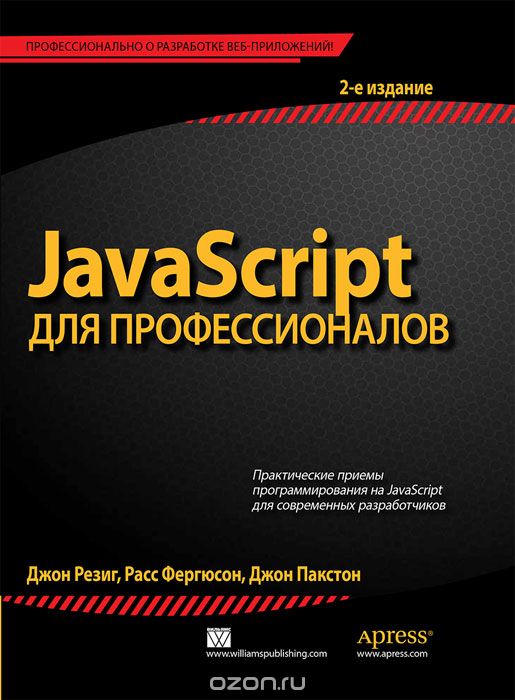 ПРОФЕССИОНАЛЬНО О РАЗРАБОТКЕ ВЕБ-ПРИЛОЖЕНИЙ!
2-е издание
JavaScript
ДЛЯ ПРОФЕССИОНАЛОВ
Практические приемы
программирования на JavaScript
для современных разработчиков
Джон Резиг, Расс Фергюсон, Джон Пакстон
Apress®
www.williamspublishing.com
www.apress.com
ozon.ru